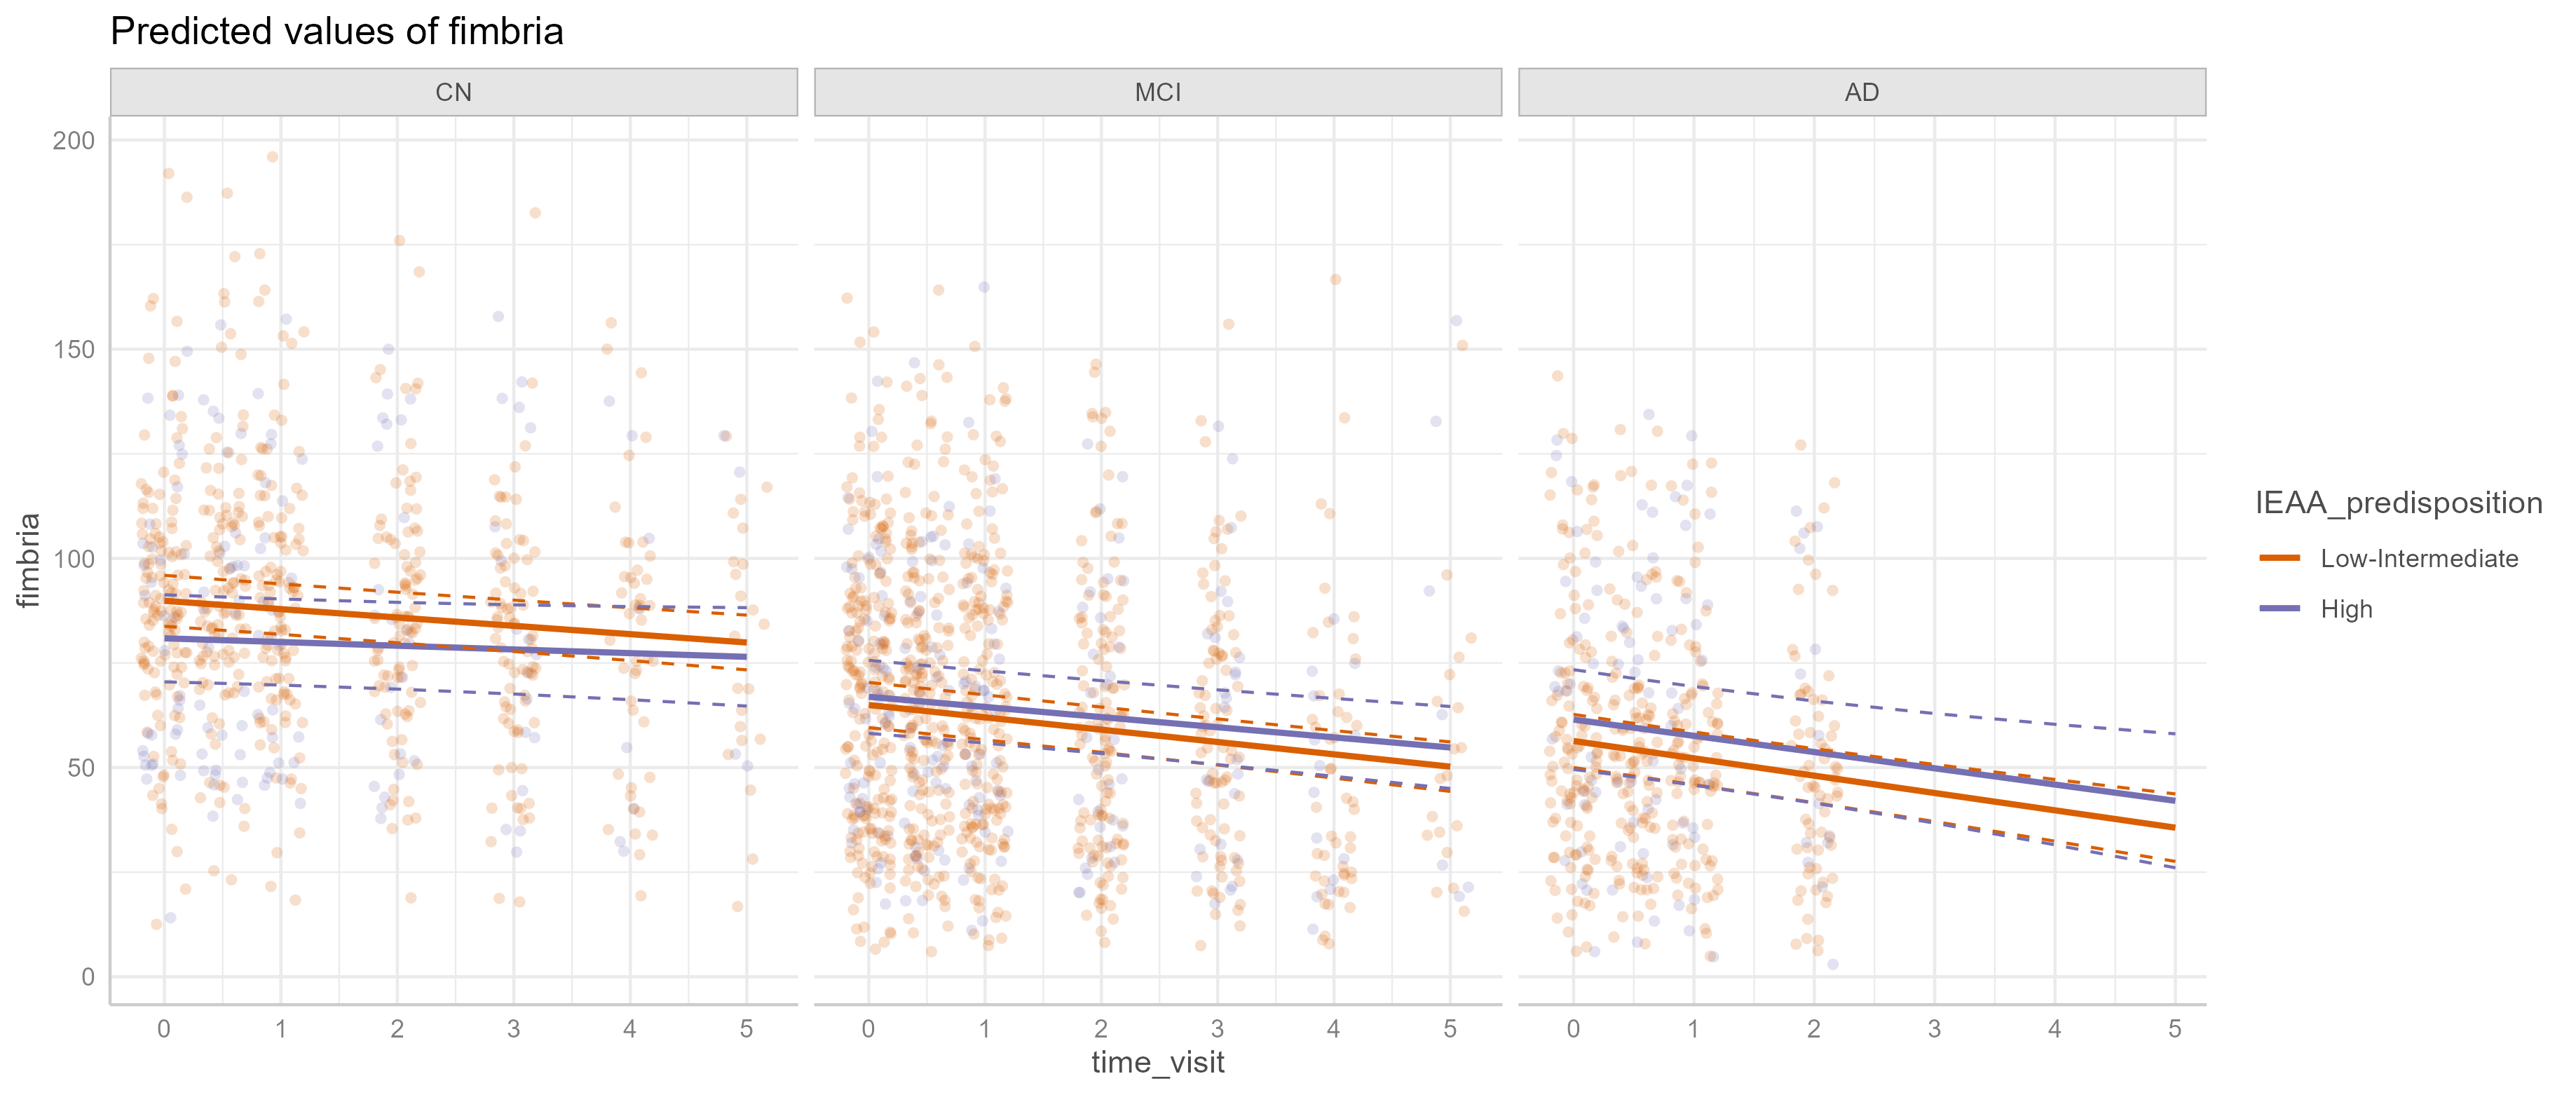 Predicted values of fimbria
CN MCI AD
200
150
100
50
0
fimbria
0 1 2 3 4 5 0 1 2 3 4 5 0 1 2 3 4 5
time_visit
IEAA_predisposition
Low-Intermediate
High